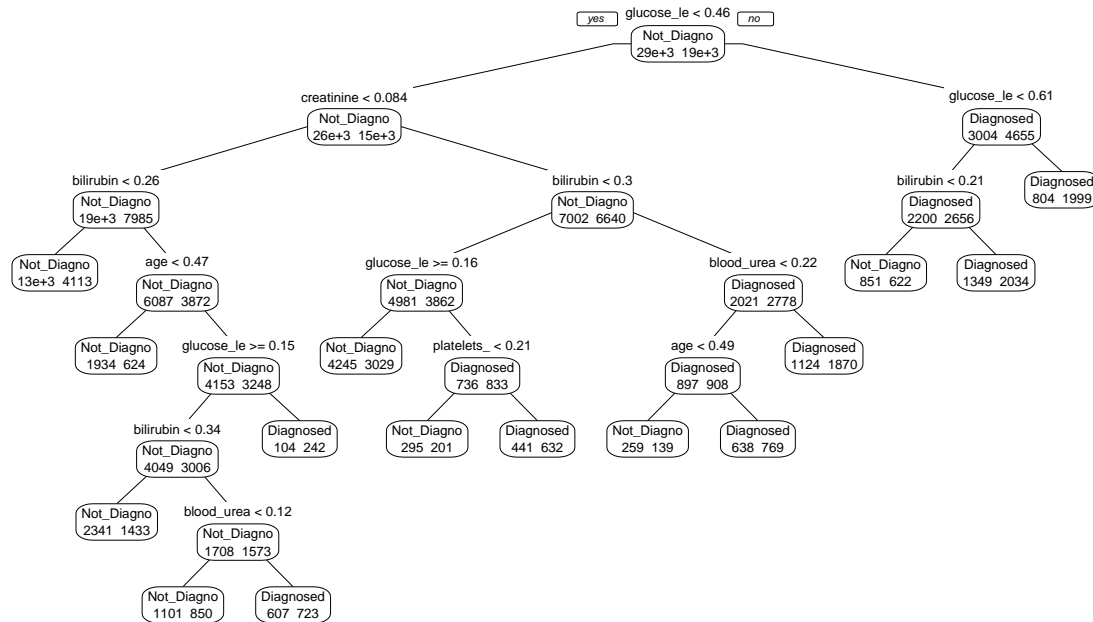 glucose_le < 0.46
yes no
Not_Diagno
29e+3 19e+3
creatinine < 0.084
Not_Diagno
26e+3 15e+3
glucose_le < 0.61
Diagnosed
3004 4655
bilirubin < 0.26
Not_Diagno
19e+3 7985
bilirubin < 0.3
Not_Diagno
7002 6640
bilirubin < 0.21
Diagnosed
2200 2656
Diagnosed
804 1999
Not_Diagno
13e+3 4113
age < 0.47
Not_Diagno
6087 3872
glucose_le >= 0.16
Not_Diagno
4981 3862
blood_urea < 0.22
Diagnosed
2021 2778
Not_Diagno
851 622
Diagnosed
1349 2034
Not_Diagno
1934 624
glucose_le >= 0.15
Not_Diagno
4153 3248
Not_Diagno
4245 3029
platelets_ < 0.21
Diagnosed
736 833
age < 0.49
Diagnosed
897 908
Diagnosed
1124 1870
bilirubin < 0.34
Not_Diagno
4049 3006
Diagnosed
104 242
Not_Diagno
295 201
Diagnosed
441 632
Not_Diagno
259 139
Diagnosed
638 769
Not_Diagno
2341 1433
blood_urea < 0.12
Not_Diagno
1708 1573
Not_Diagno
1101 850
Diagnosed
607 723